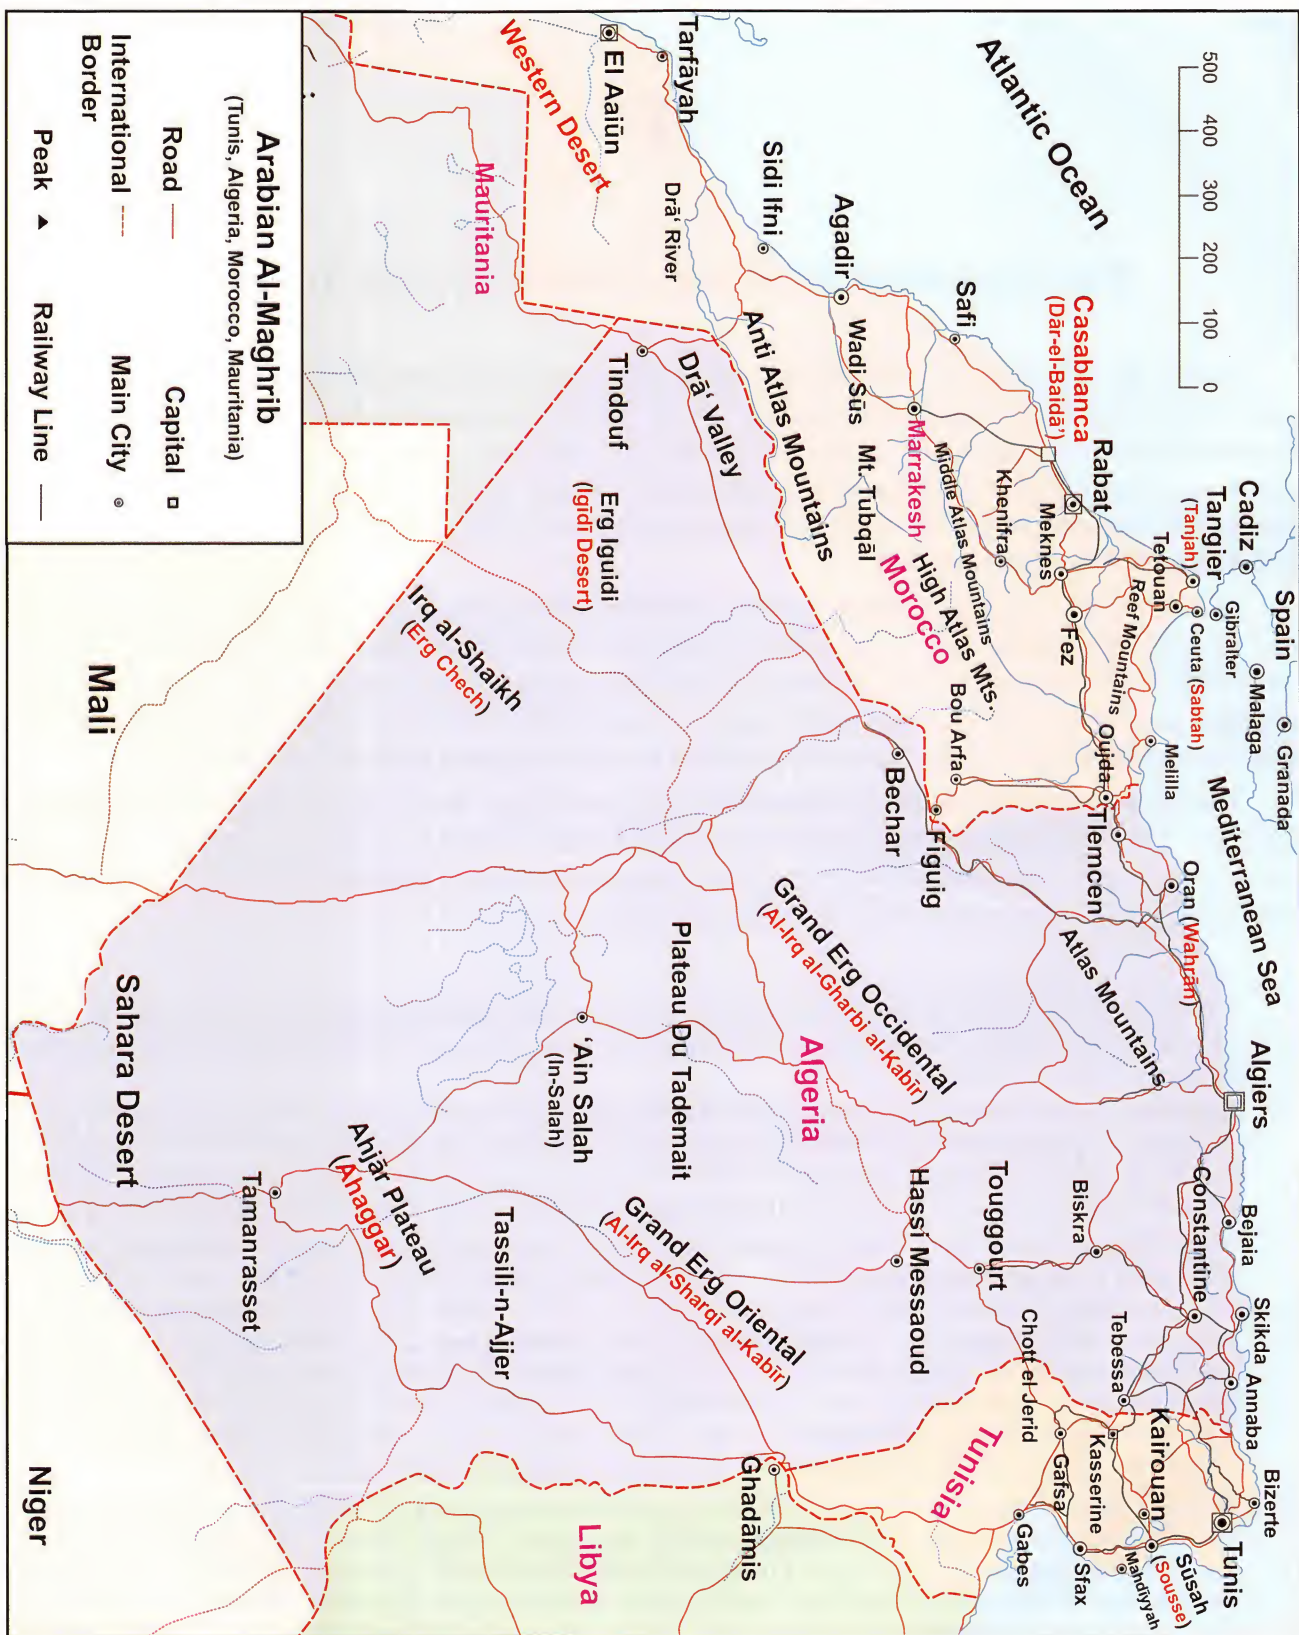 Atlantic Ocean
500
400
300
200
100
0
Cadiz
Spain
Granada
Malaga
Gibralter
Tangier
(Tanjah)
Ceuta (Sabtah)
Tetouan
Melilla
Mediterranean Sea
Reef Mountains
Rabat
Casablanca
(Dār-el-Baidā')
Meknes
Fez
Oujda
Khenifra
Middle Atlas Mountains
Safi
Marrakesh
High Atlas Mts.
Morocco
Bou Arfa
Mt. Tubqāl
Wadi Sūs
Agadir
Sidi Ifni
Anti Atlas Mountains
Drā‘ River
Drā‘ Valley
Tarfāyah
El Aaiūn
Western Desert
Mauritania
Tindouf
Figuig
Bechar
Tlemcen
Oran (Wahrān)
Atlas Mountains
Algiers
Berjaia
Constantine
Skikda
Annaba
Biskra
Tebessa
Touggourt
Hassi Messaoud
Grand Erg Occidental
(Al-Irq al-Gharbi al-Kabīr)
Algeria
Plateau Du Tademait
‘Ain Salah
(In-Salah)
Grand Erg Oriental
(Al-Irq al-Sharqī al-Kabīr)
Tassili-n-Ajjer
Ahjār Plateau
(Ahaggar)
Tamanrasset
Erg Iguidi
(Igīdī Desert)
Irq al-Shaikh
(Erg Chech)
Sahara Desert
Mali
Niger
Bizerte
Tunis
Sūsah
(Sousse)
Mahdīyyah
Kairouan
Kasserine
Sfax
Gafsa
Gabes
Chott el Jerid
Tunisia
Ghadāmis
Libya
Arabian Al-Maghrib
(Tunis, Algeria, Morocco, Mauritania)
Road
Capital
International
Border
Main City
Peak
Railway Line